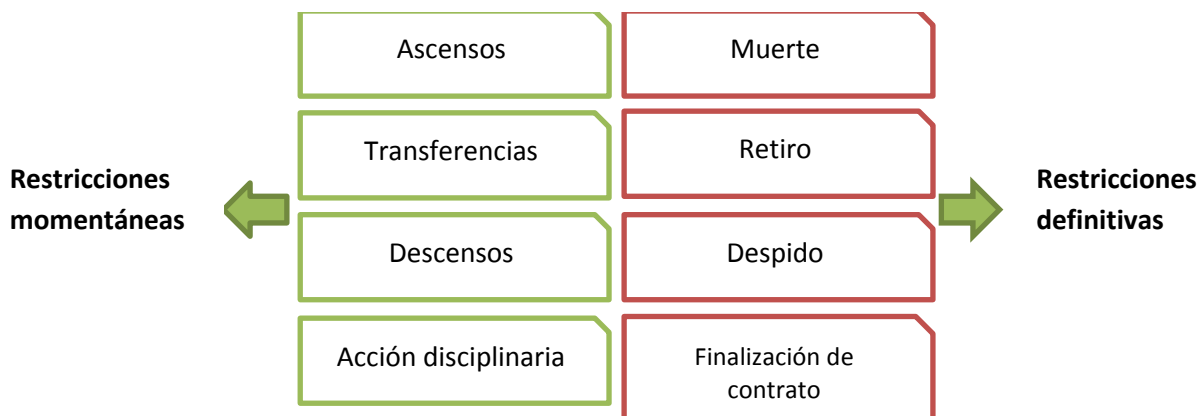 Restricciones
momentáneas
Ascensos
Transferencias
Descensos
Acción disciplinaria
Muerte
Retiro
Despido
Finalización de
contrato
Restricciones
definitivas